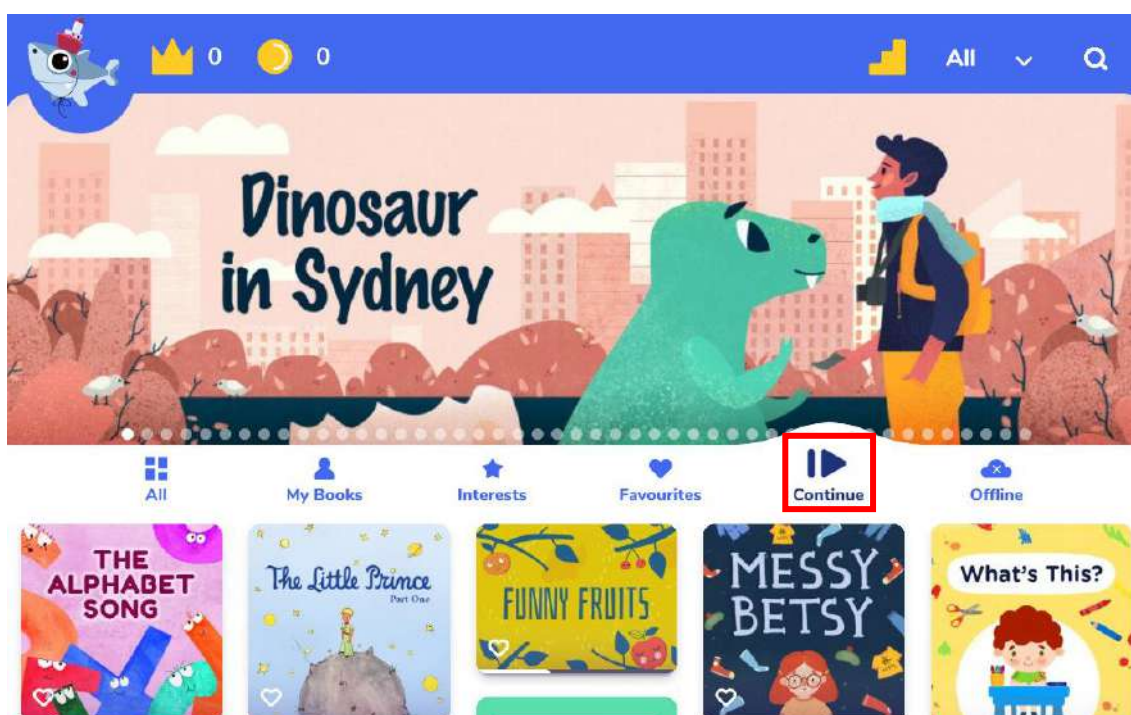 0
0
All
Dinosaur
in Sydney
All
My Books
Interests
Favourites
Continue
Offline
THE
ALPHABET
SONG
The Little Prince
Part One
FUNNY FRUITS
MESSY
BETSY
What's This?